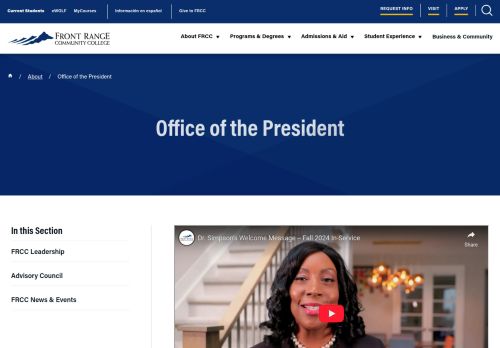 Current Students eWOLF MyCourses Información en español Give to FRCC REQUEST INFO VISIT APPLY
FRONT RANGE
COMMUNITY COLLEGE
About FRCC Programs & Degrees Admissions & Aid Student Experience Business & Community
/ About / Office of the President
Office of the President
In this Section
FRCC Leadership
Advisory Council
FRCC News & Events
Dr. Simpson's Welcome Message – Fall 2024 In-Service
Share